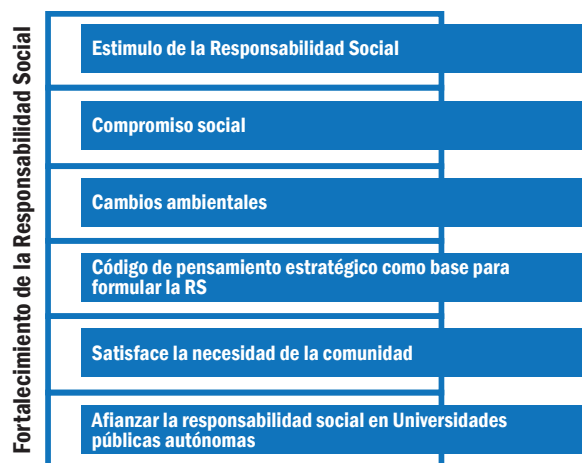 Fortalecimiento de la Responsabilidad Social
Estimulo de la Responsabilidad Social
Compromiso social
Cambios ambientales
Código de pensamiento estratégico como base para
formular la RS
Satisface la necesidad de la comunidad
Afianzar la responsabilidad social en Universidades
públicas autónomas